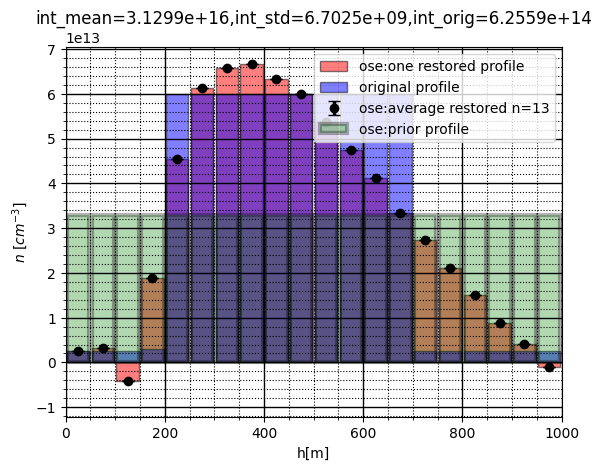 int_mean=3.1299e+16,int_std=6.7025e+09,int_orig=6.2559e+14
1e13
ose:one restored profile
original profile
ose:average restored n=13
ose:prior profile
7
6
5
4
3
2
1
0
−1
n [cm⁻³]
0 200 400 600 800 1000
h[m]